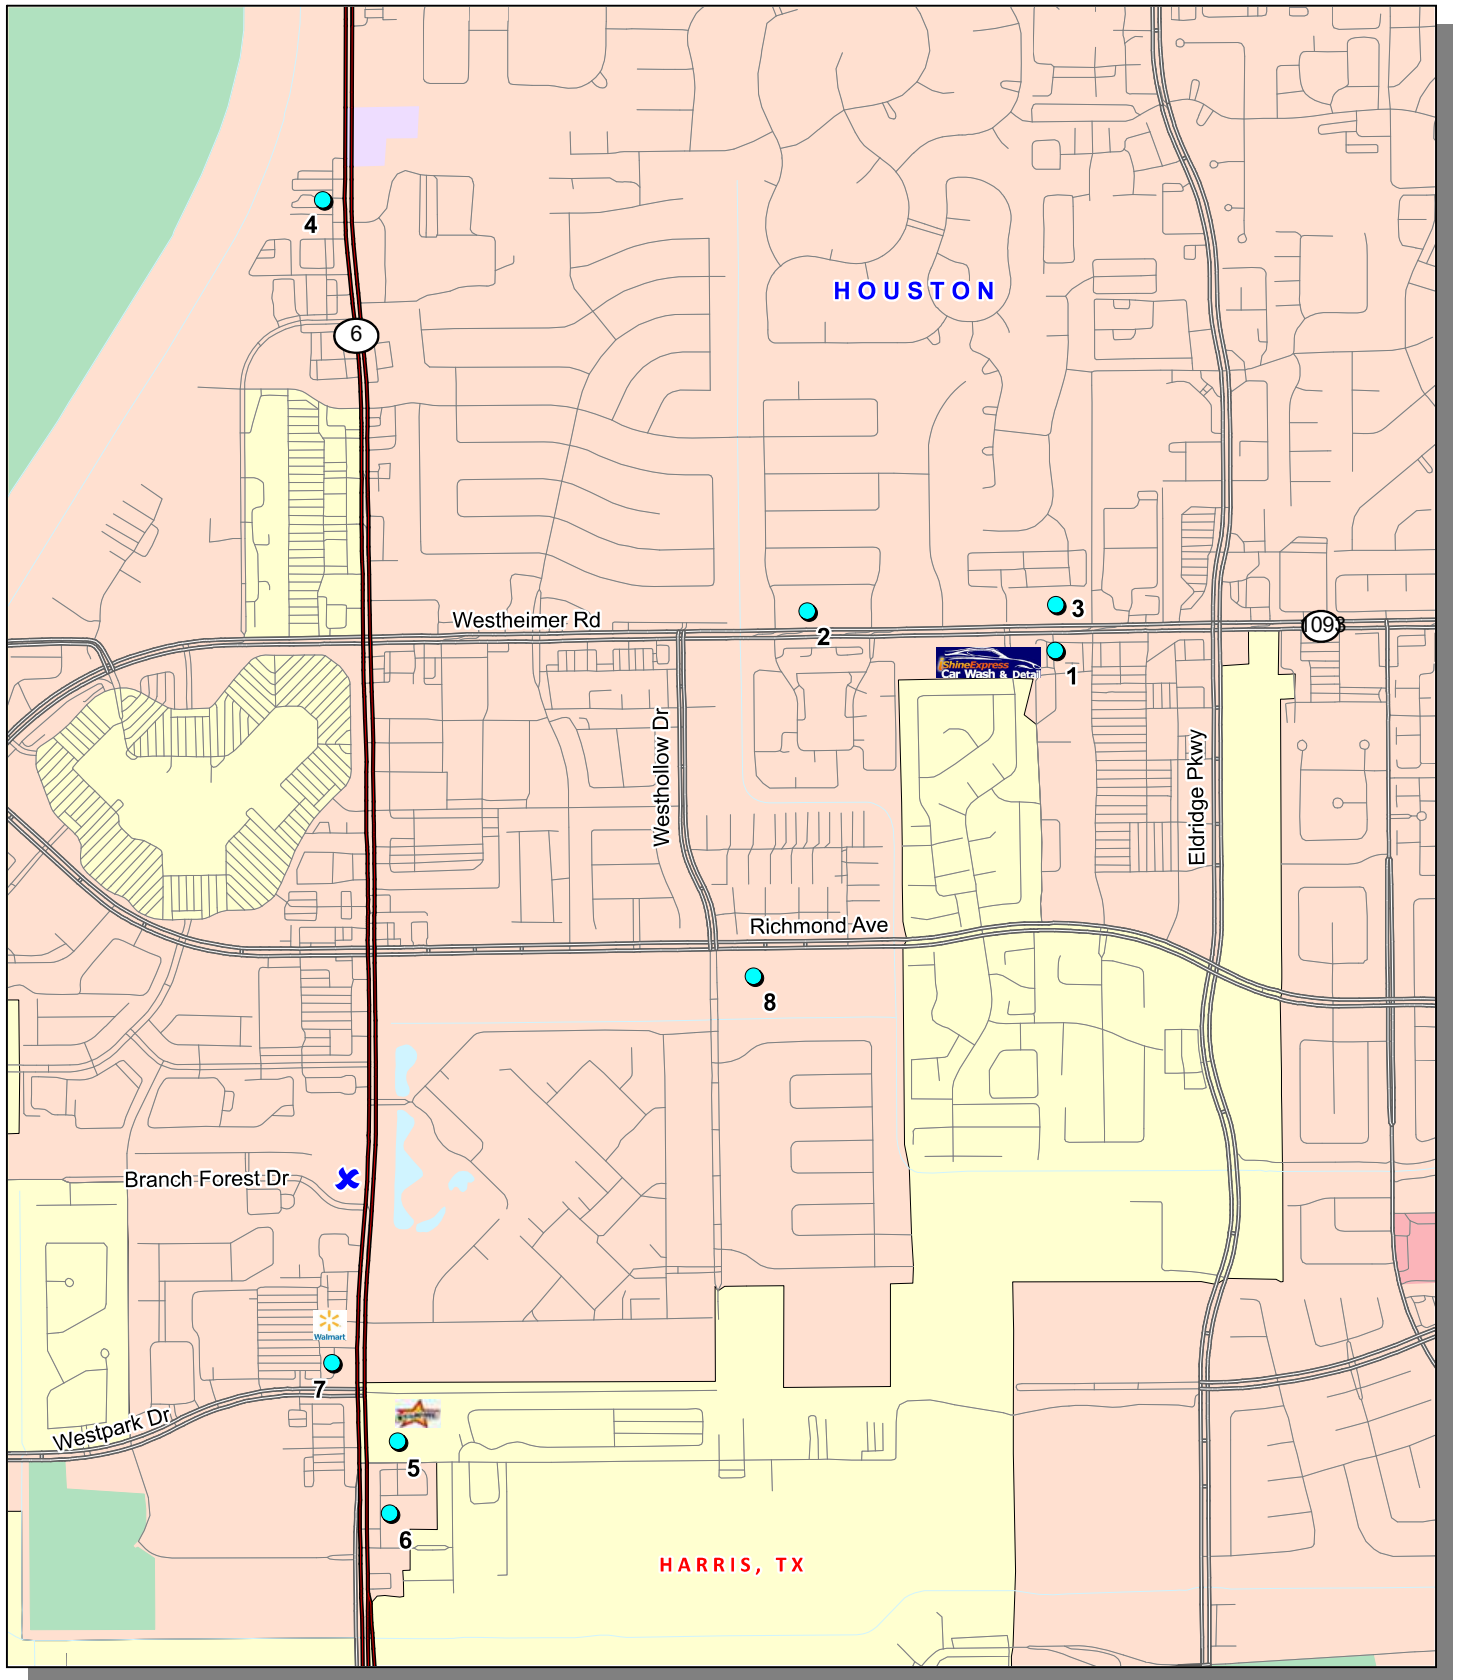 4
HOUSTON
6
Westheimer Rd
2
3
1093
ShineExpress
Car Wash & Detail
1
Westhollow Dr
Eldridge Pkwy
Richmond Ave
8
Branch Forest Dr
Walmart
7
Westpark Dr
5
6
HARRIS, TX